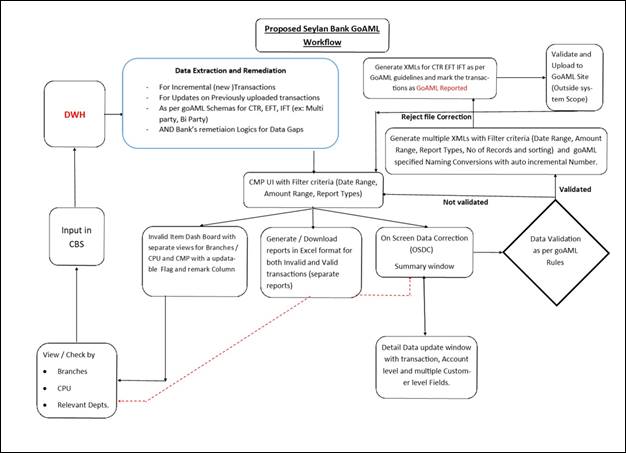 Proposed Seylan Bank GoAML
Workflow
Data Extraction and Remediation
- For Incremental (new )Transactions
- For Updates on Previously uploaded transactions
- As per goAML Schemas for CTR, EFT, IFT (ex: Multi
party, Bi Party)
- AND Bank's remetiaion Logics for Data Gaps
DWH
Generate XMLs for CTR EFT IFT as per
GoAML guidelines and mark the transac-
tions as GoAML Reported
Validate and
Upload to
GoAML Site
(Outside sys-
tem Scope)
Reject file Correction
Generate multiple XMLs with Filter criteria (Date Range,
Amount Range, Report Types, No of Records and sorting) and goAML
specified Naming Conversions with auto incremental Number.
CMP UI with Filter criteria (Date Range,
Amount Range, Report Types)
Validated
Not validated
Input in
CBS
Invalid Item Dash Board with
separate views for Branches /
CPU and CMP with a updat-
able Flag and remark Column
Generate / Download
reports in Excel format for
both Invalid and Valid
transactions (separate
reports)
On Screen Data Correction
(OSDC)
Summary window
Data Validation
as per goAML
Rules
View / Check by
• Branches
• CPU
• Relevant Depts.
Detail Data update window
with transaction, Account
level and multiple Custom-
er level Fields.